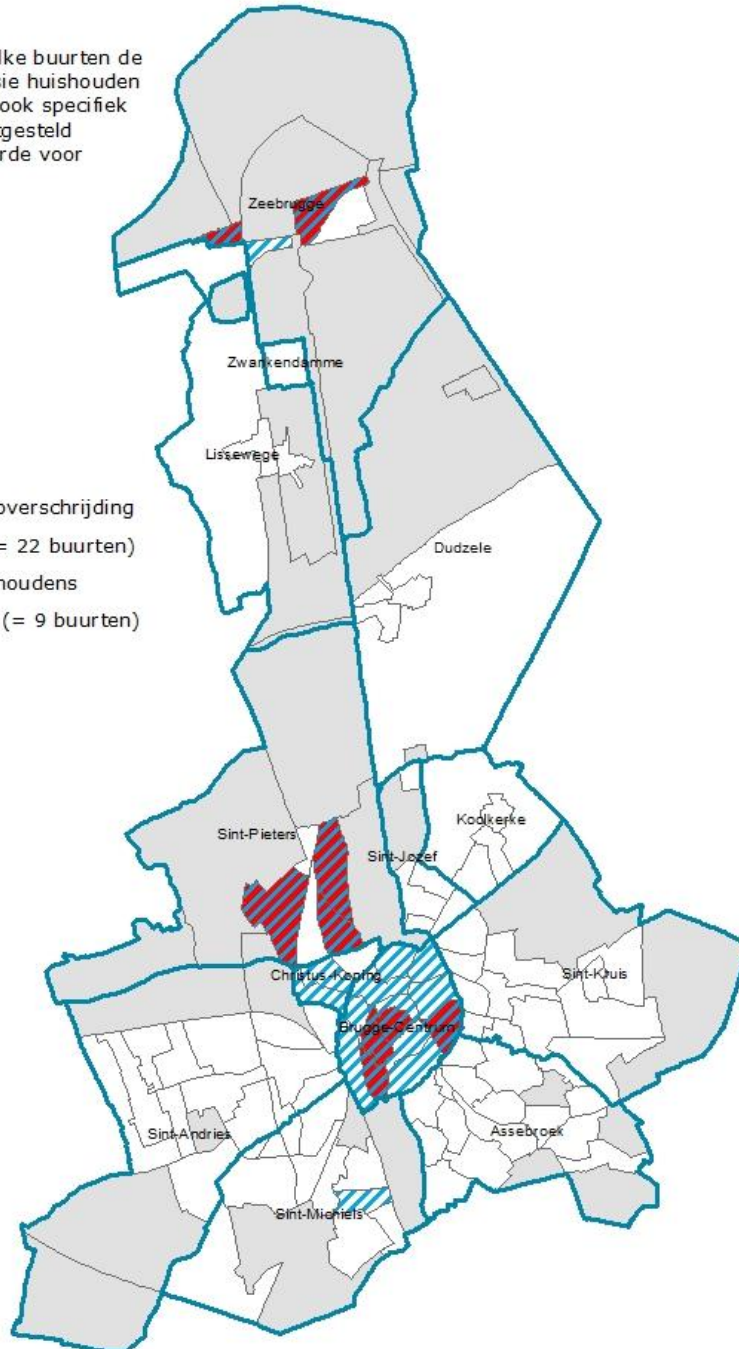 lke buurten de
sie huishouden
ook specifiek
tgesteld
rde voor
Zeebrugge
Zwankendamme
Lissewege
overschrijding
= 22 buurten)
Dudzele
houdens
(= 9 buurten)
Koolkerke
Sint-Pieters
Sint-Jozef
Christus-Koning
Sint-Kruis
Brugge-Centrum
Sint-Andries
Assebroek
Sint-Michiels